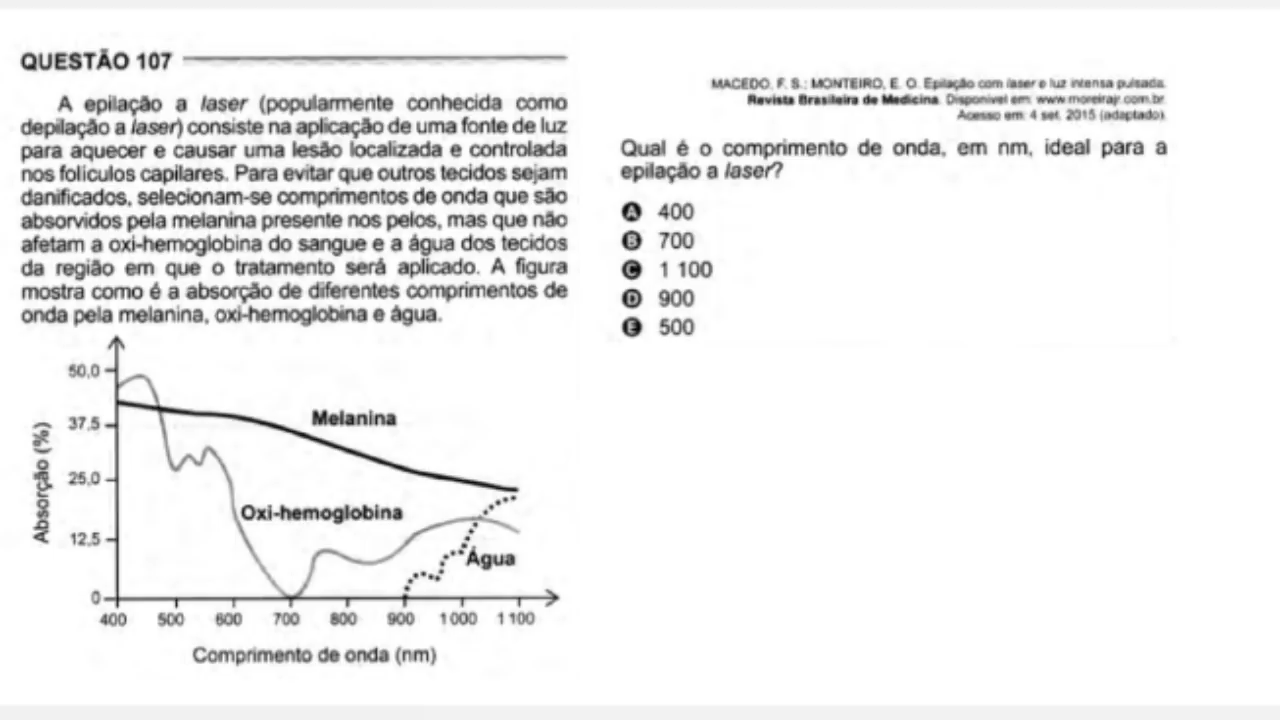 QUESTÃO 107
A epilação a laser (popularmente conhecida como
depilação a laser) consiste na aplicação de uma fonte de luz
para aquecer e causar uma lesão localizada e controlada
nos folículos capilares. Para evitar que outros tecidos sejam
danificados, selecionam-se comprimentos de onda que são
absorvidos pela melanina presente nos pelos, mas que não
afetam a oxi-hemoglobina do sangue e a água dos tecidos
da região em que o tratamento será aplicado. A figura
mostra como é a absorção de diferentes comprimentos de
onda pela melanina, oxi-hemoglobina e água.
Absorção (%)
50,0
37,5
25,0
12,5
0
Melanina
Oxi-hemoglobina
Água
400 500 600 700 800 900 1 000 1 100
Comprimento de onda (nm)
MACEDO, F. S.; MONTEIRO, E. O. Epilação com laser e luz intensa pulsada.
Revista Brasileira de Medicina. Disponível em: www.moreirajr.com.br.
Acesso em: 4 set. 2015 (adaptado).
Qual é o comprimento de onda, em nm, ideal para a
epilação a laser?
A 400
B 700
C 1 100
D 900
E 500